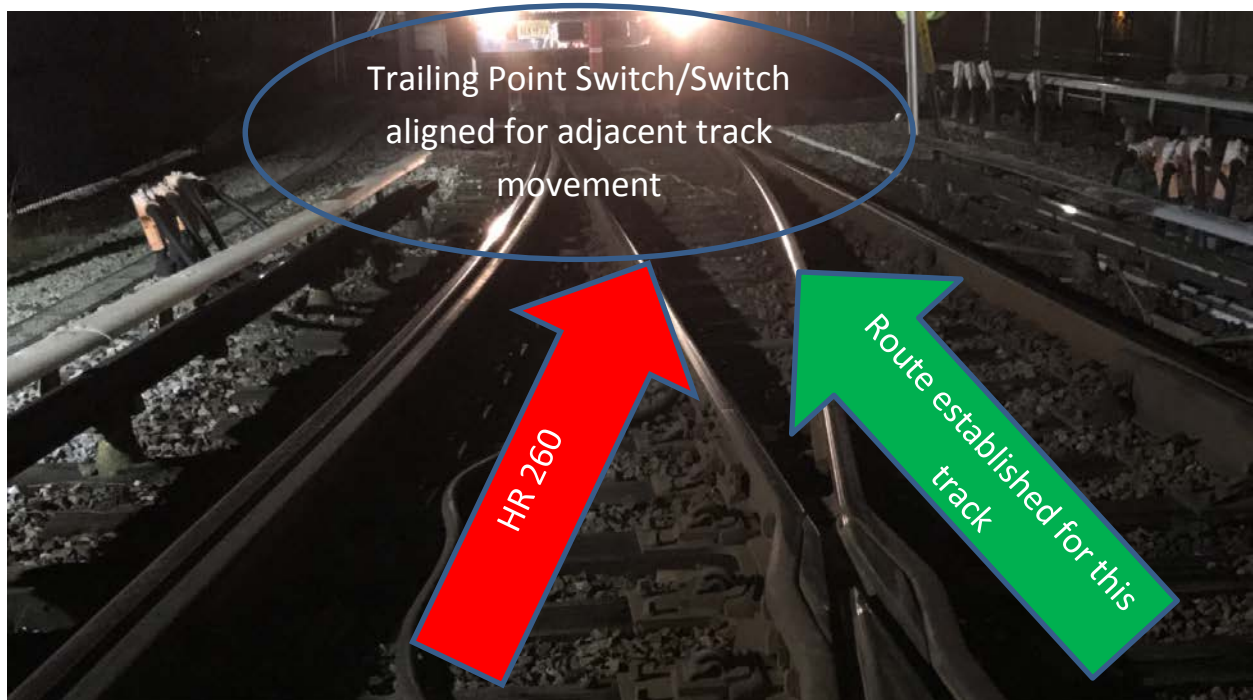 Trailing Point Switch/Switch
aligned for adjacent track
movement
HR 260
Route established for this
track